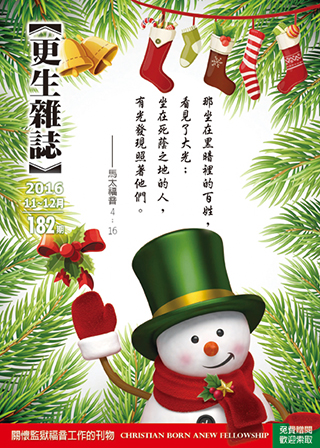 【更生雜誌】
2016
11-12月
182期
那坐在黑暗裡的百姓，
看見了大光；
坐在死蔭之地的人，
有光發現照著他們。
——馬太福音4：16
關懷監獄福音工作的刊物 CHRISTIAN BORN ANEW FELLOWSHIP
免費贈閱
歡迎索取